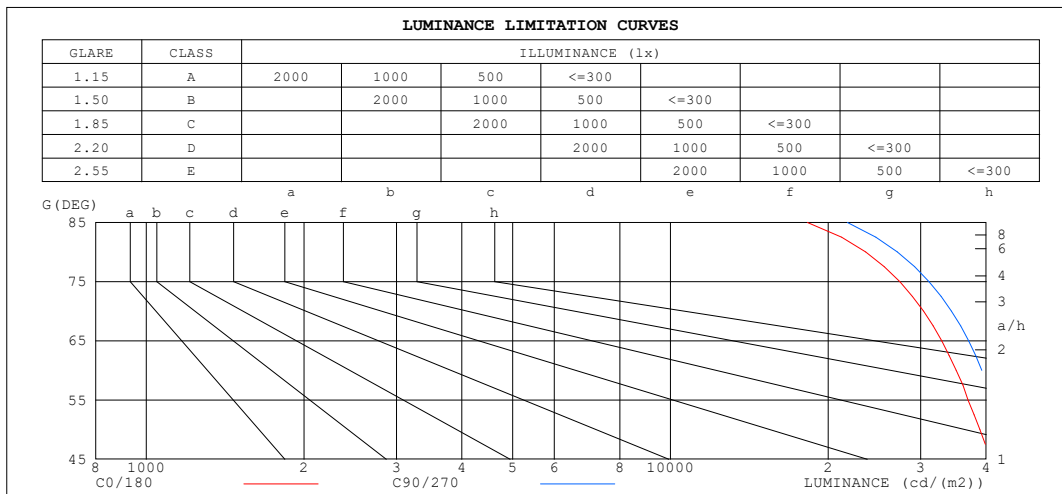 LUMINANCE LIMITATION CURVES
GLARE CLASS ILLUMINANCE (lx)
1.15 A 2000 1000 500 <=300
1.50 B 2000 1000 500 <=300
1.85 C 2000 1000 500 <=300
2.20 D 2000 1000 500 <=300
2.55 E 2000 1000 500 <=300
a b c d e f g h
G(DEG)
a b c d e f g h
85
8
6
75
4
3
a/h
65
2
55
45
1
8 1000 2 3 4 5 6 8 10000 2 3 4
C0/180 C90/270 LUMINANCE (cd/(m2))